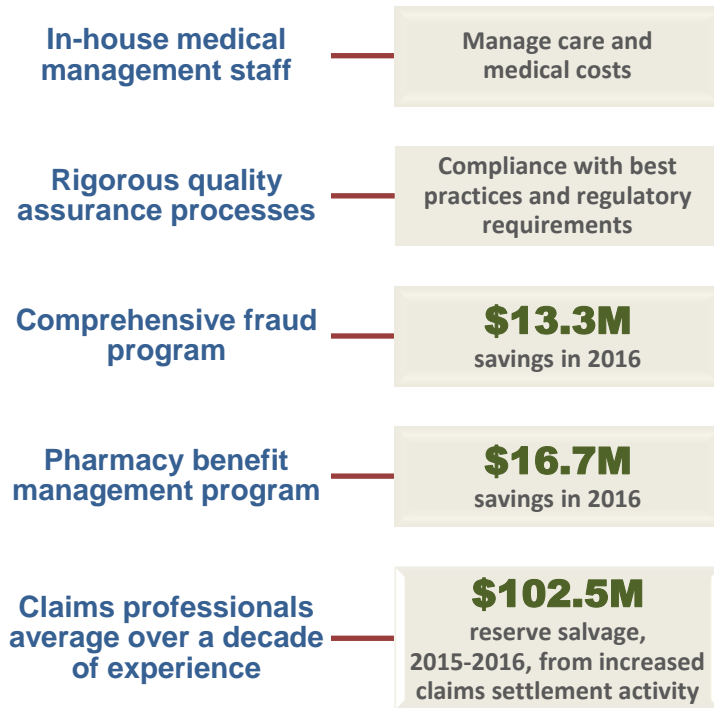 In-house medical
management staff
Manage care and
medical costs
Rigorous quality
assurance processes
Compliance with best
practices and regulatory
requirements
Comprehensive fraud
program
$13.3M
savings in 2016
Pharmacy benefit
management program
$16.7M
savings in 2016
Claims professionals
average over a decade
of experience
$102.5M
reserve salvage,
2015-2016, from increased
claims settlement activity